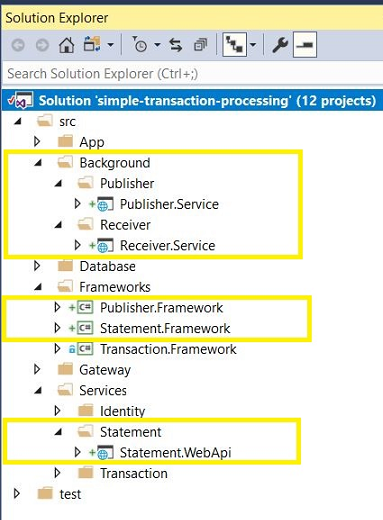 Solution Explorer
Search Solution Explorer (Ctrl+;)
Solution 'simple-transaction-processing' (12 projects)
src
App
Background
Publisher
Publisher.Service
Receiver
Receiver.Service
Database
Frameworks
C# Publisher.Framework
C# Statement.Framework
C# Transaction.Framework
Gateway
Services
Identity
Statement
Statement.WebApi
Transaction
test